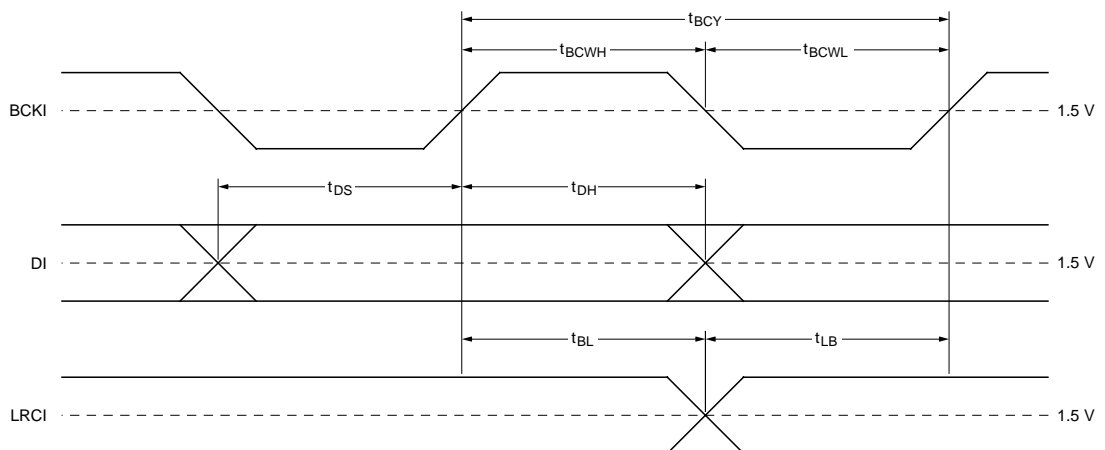 tBCY
tBCWH tBCWL
BCKI 1.5 V
tDS tDH
DI 1.5 V
tBL tLB
LRCI 1.5 V